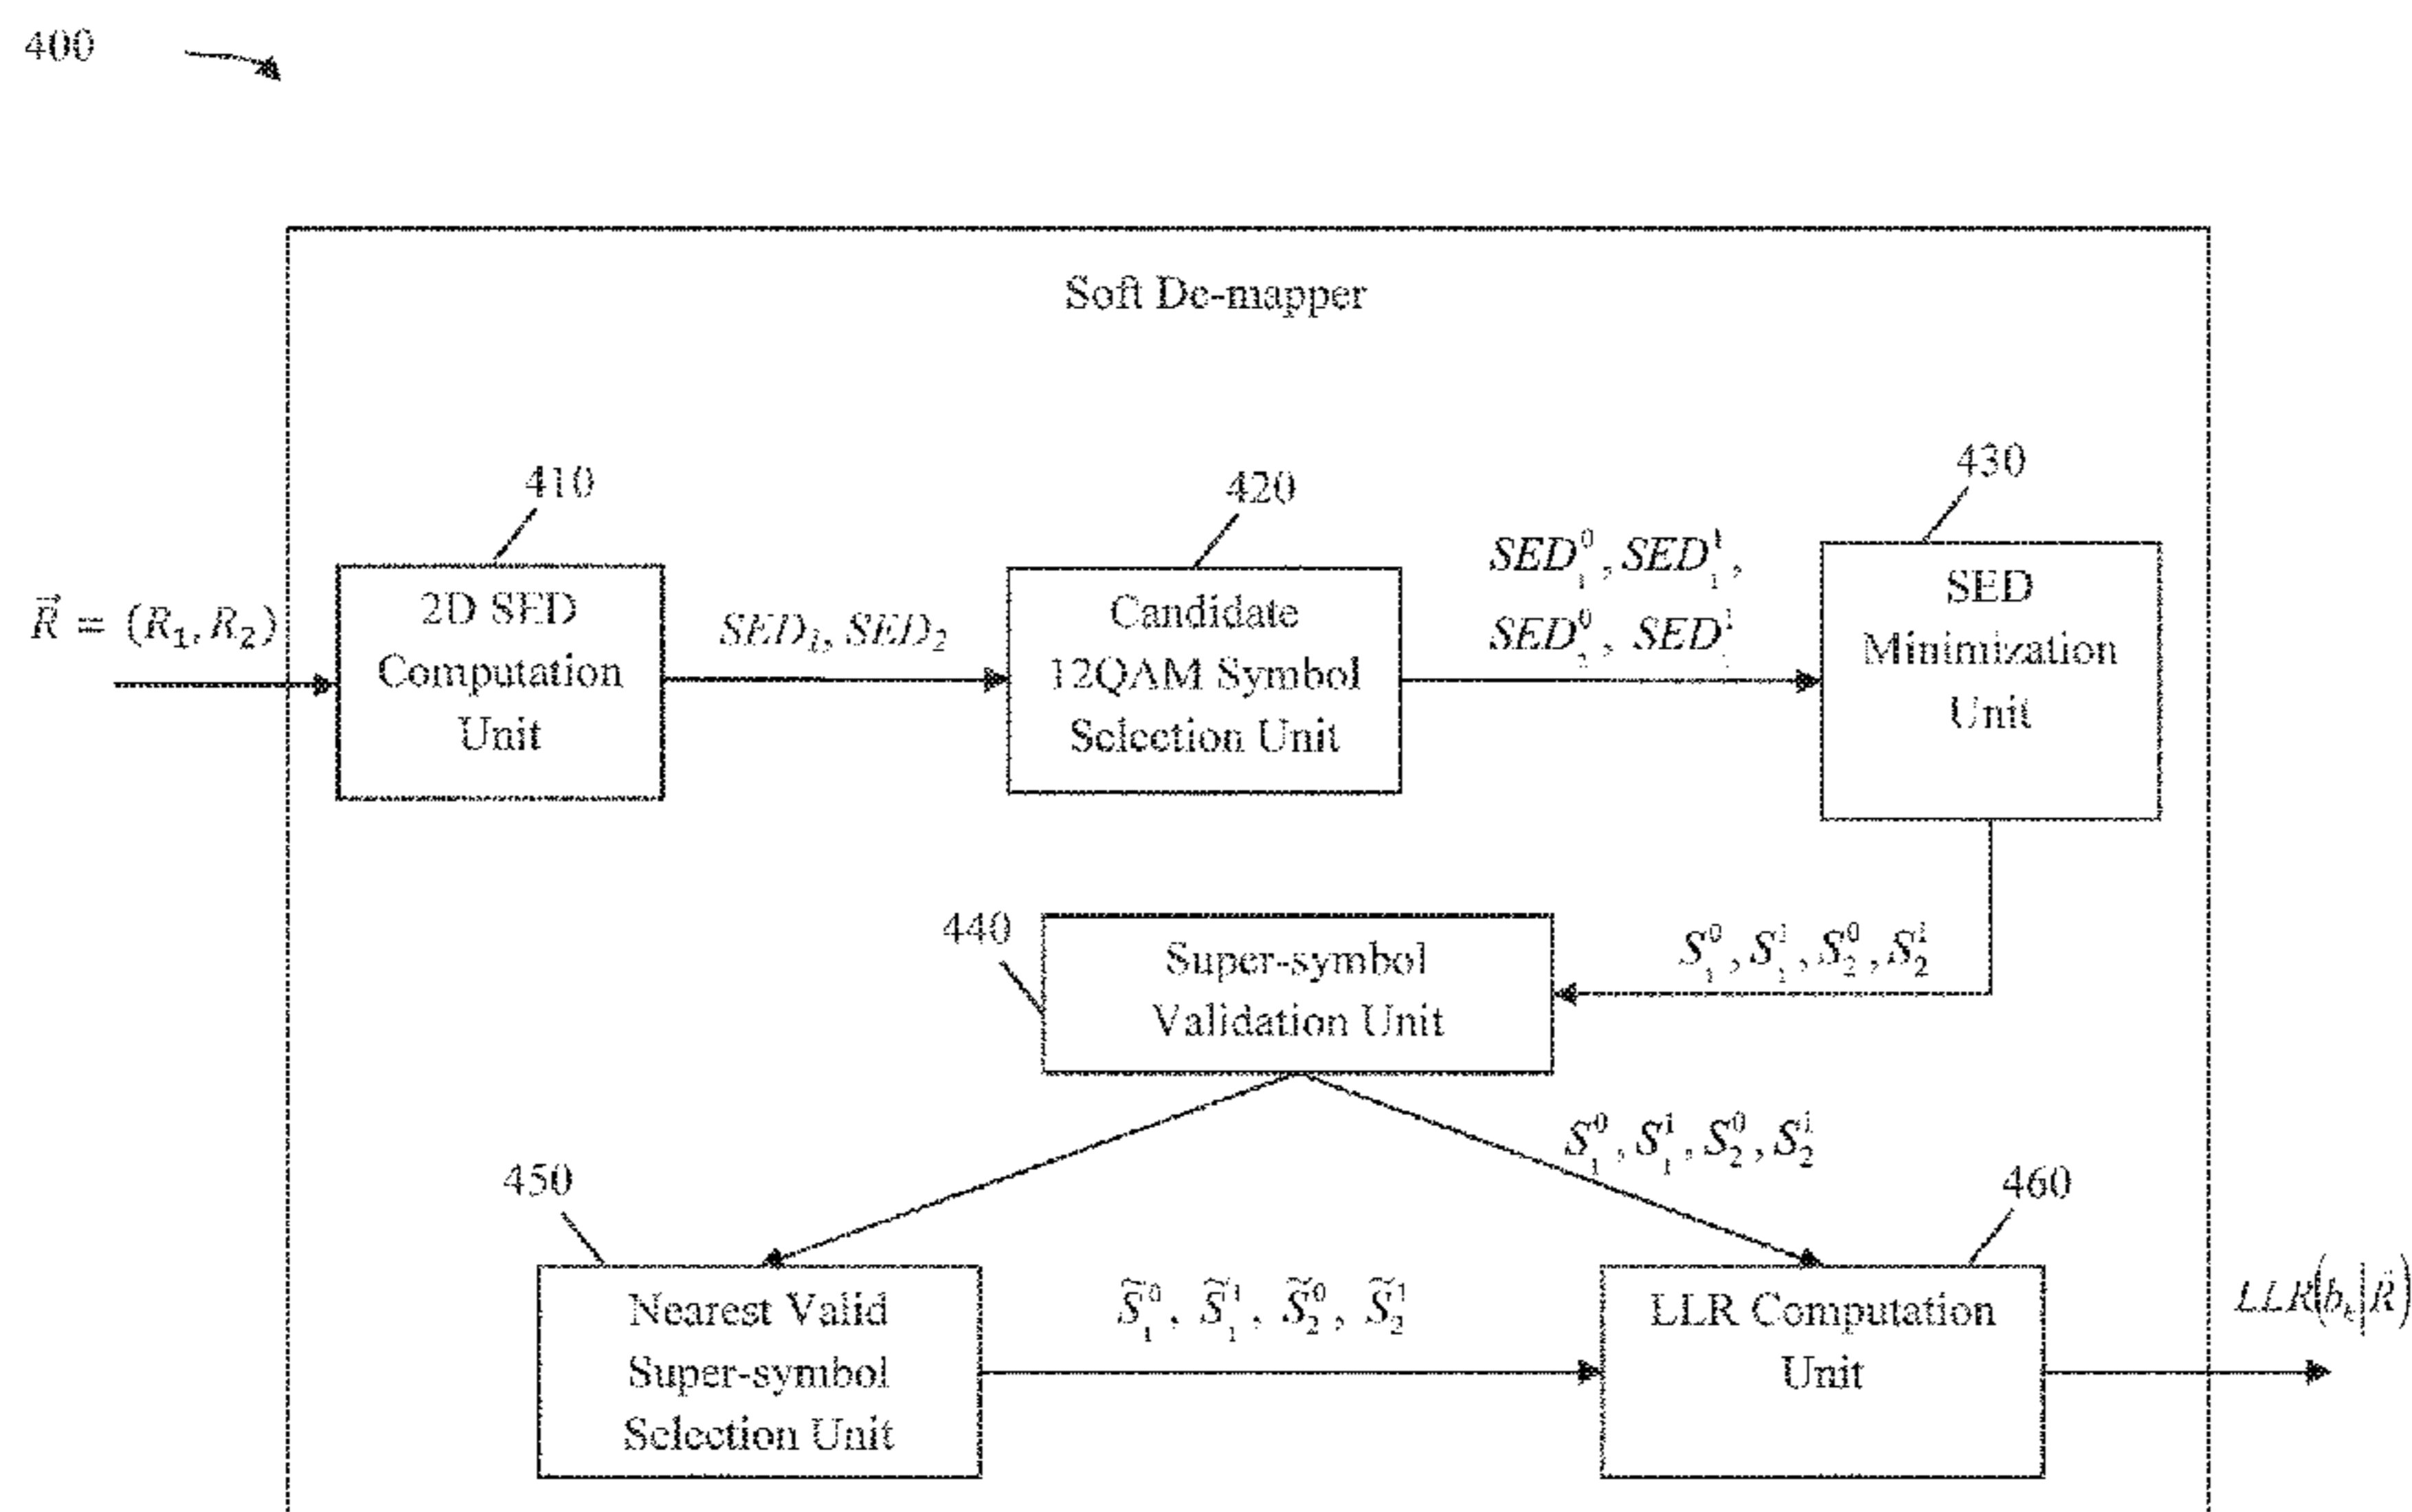 400
Soft De-mapper
410
420
430
R⃗ = (R₁, R₂)
2D SED
Computation
Unit
SED₁, SED₂
Candidate
12QAM Symbol
Selection Unit
SED₁⁰, SED₁¹,
SED₂⁰, SED₂¹
SED
Minimization
Unit
440
Super-symbol
Validation Unit
S₁⁰, S₁¹, S₂⁰, S₂¹
S₁⁰, S₁¹, S₂⁰, S₂¹
450
460
Nearest Valid
Super-symbol
Selection Unit
S̃₁⁰, S̃₁¹, S̃₂⁰, S̃₂¹
LLR Computation
Unit
LLR(bₖ|R⃗)